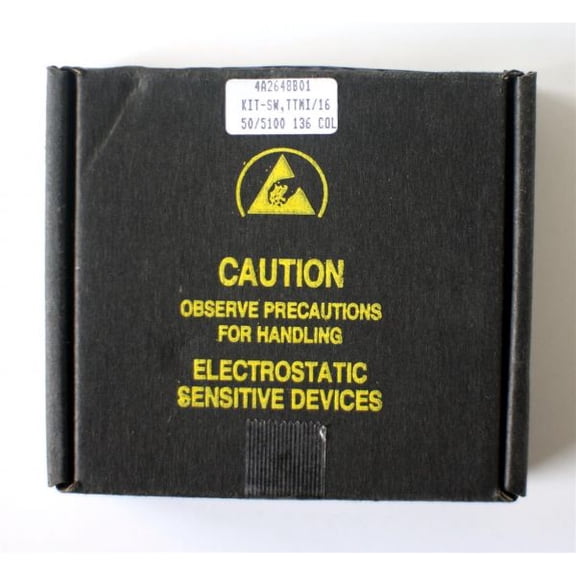 4A2648B01
KIT-SW,TTMI/16
50/5100 136 COL
CAUTION
OBSERVE PRECAUTIONS
FOR HANDLING
ELECTROSTATIC
SENSITIVE DEVICES